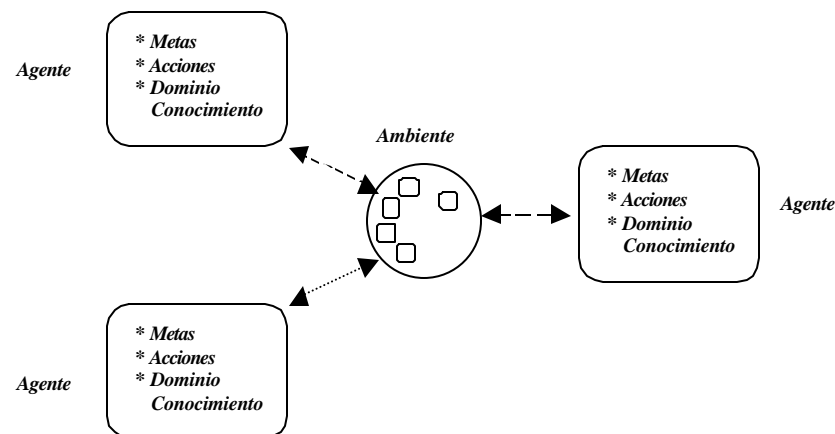 * Metas
* Acciones
* Dominio
Conocimiento
Agente
Ambiente
* Metas
* Acciones
* Dominio
Conocimiento
Agente
* Metas
* Acciones
* Dominio
Conocimiento
Agente